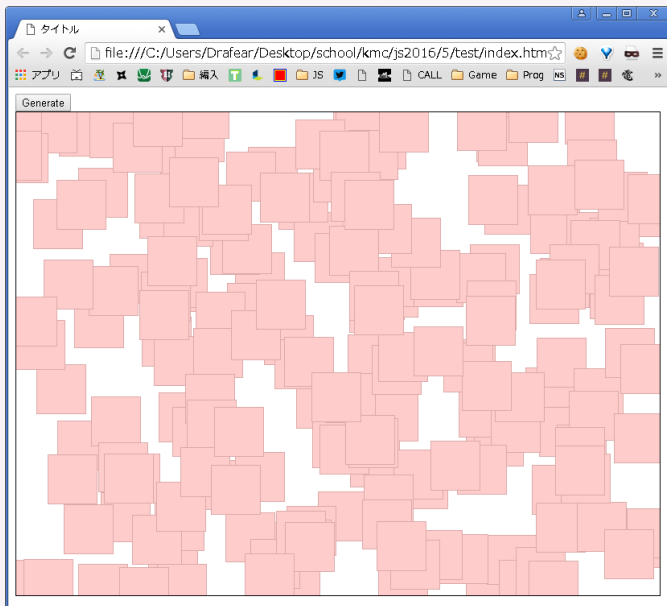 タイトル
file:///C:/Users/Drafear/Desktop/school/kmc/js2016/5/test/index.htm
アプリ 編入 T JS CALL Game Prog NS # # »
Generate